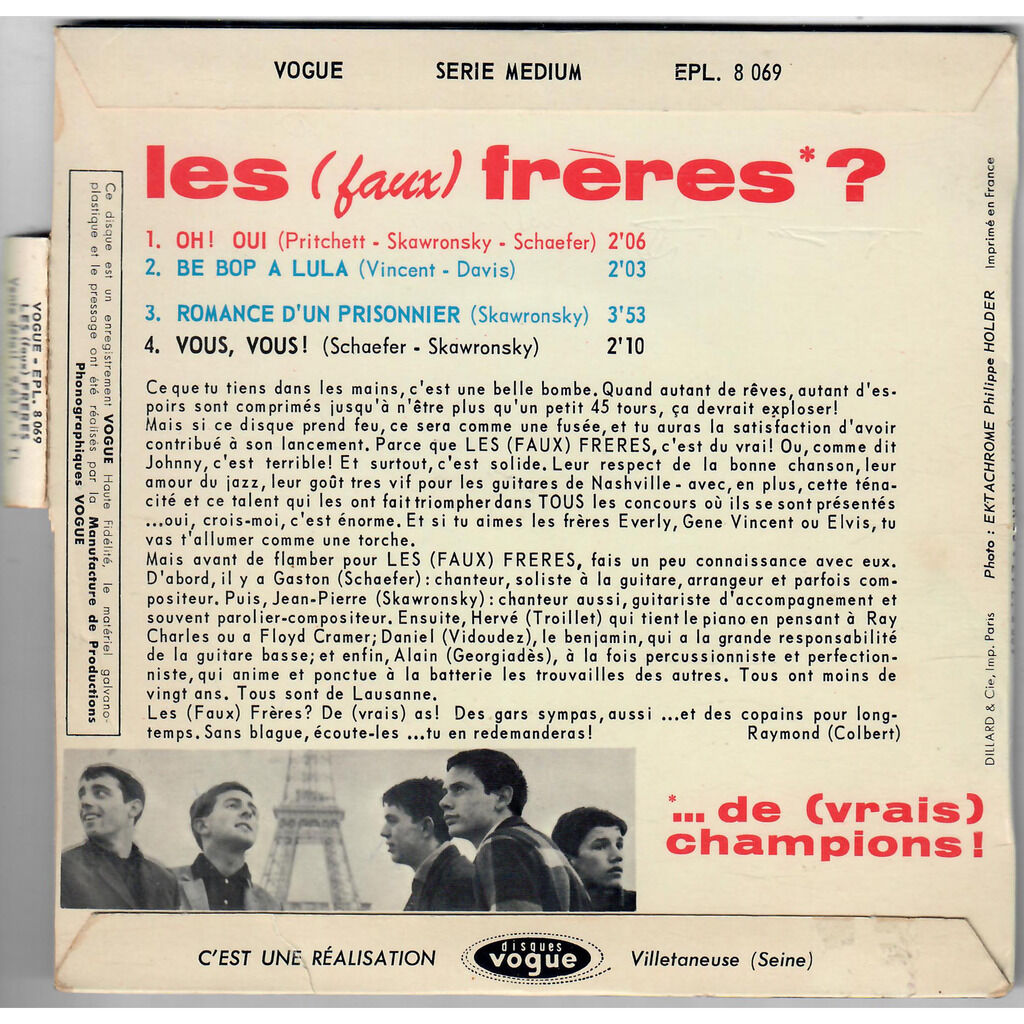 VOGUE SERIE MEDIUM EPL. 8 069
les (faux) frères*?
1. OH! OUI (Pritchett - Skawronsky - Schaefer) 2'06
2. BE BOP A LULA (Vincent - Davis) 2'03
3. ROMANCE D'UN PRISONNIER (Skawronsky) 3'53
4. VOUS, VOUS! (Schaefer - Skawronsky) 2'10
Ce que tu tiens dans les mains, c'est une belle bombe. Quand autant de rêves, autant d'es-
poirs sont comprimés jusqu'à n'être plus qu'un petit 45 tours, ça devrait exploser!
Mais si ce disque prend feu, ce sera comme une fusée, et tu auras la satisfaction d'avoir
contribué à son lancement. Parce que LES (FAUX) FRERES, c'est du vrai! Ou, comme dit
Johnny, c'est terrible! Et surtout, c'est solide. Leur respect de la bonne chanson, leur
amour du jazz, leur goût tres vif pour les guitares de Nashville - avec, en plus, cette téna-
cité et ce talent qui les ont fait triompher dans TOUS les concours où ils se sont présentés
...oui, crois-moi, c'est énorme. Et si tu aimes les frères Everly, Gene Vincent ou Elvis, tu
vas t'allumer comme une torche.
Mais avant de flamber pour LES (FAUX) FRERES, fais un peu connaissance avec eux.
D'abord, il y a Gaston (Schaefer) : chanteur, soliste à la guitare, arrangeur et parfois com-
positeur. Puis, Jean-Pierre (Skawronsky) : chanteur aussi, guitariste d'accompagnement et
souvent parolier-compositeur. Ensuite, Hervé (Troillet) qui tient le piano en pensant à Ray
Charles ou a Floyd Cramer; Daniel (Vidoudez), le benjamin, qui a la grande responsabilité
de la guitare basse; et enfin, Alain (Georgiadès), à la fois percussionniste et perfection-
niste, qui anime et ponctue à la batterie les trouvailles des autres. Tous ont moins de
vingt ans. Tous sont de Lausanne.
Les (Faux) Frères? De (vrais) as! Des gars sympas, aussi ...et des copains pour long-
temps. Sans blague, écoute-les ...tu en redemanderas! Raymond (Colbert)
*... de (vrais)
champions!
C'EST UNE RÉALISATION disques vogue Villetaneuse (Seine)
Ce disque est un enregistrement VOGUE Haute Fidélité, le matériel galvano-
plastique et le pressage ont été réalisés par la Manufacture de Productions
Phonographiques VOGUE
VOGUE - EPL. 8 069
LES (faux) FRERES
DILLARD & Cie, Imp. Paris Photo : EKTACHROME Philippe HOLDER Imprimé en France